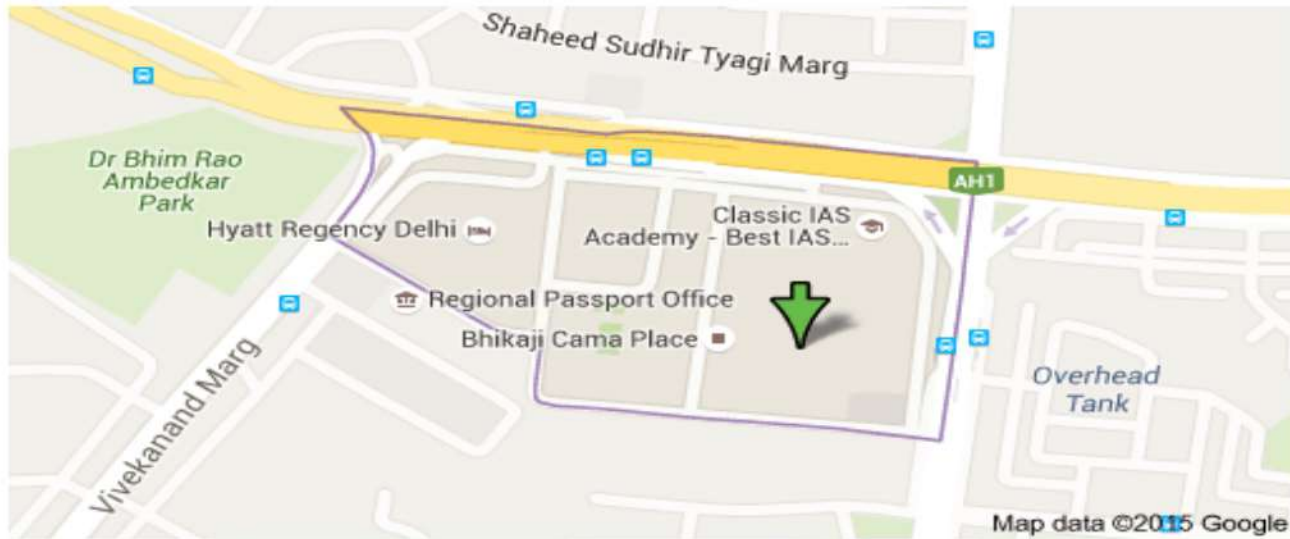 Shaheed Sudhir Tyagi Marg
Dr Bhim Rao
Ambedkar
Park
Hyatt Regency Delhi
Classic IAS
Academy - Best IAS...
AH1
Regional Passport Office
Bhikaji Cama Place
Vivekanand Marg
Overhead
Tank
Map data ©2015 Google